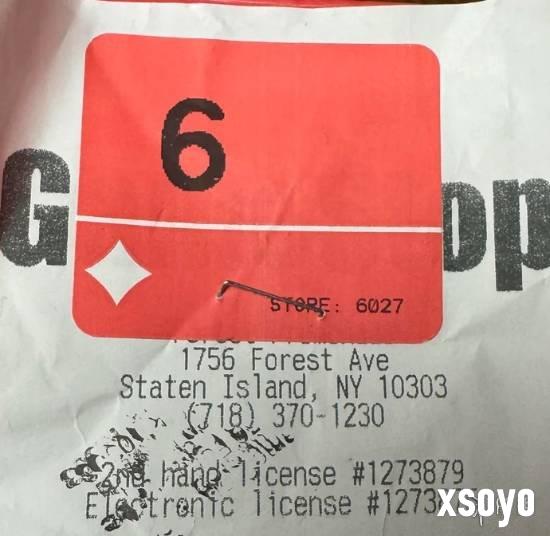 6
G op
STORE: 6027
1756 Forest Ave
Staten Island, NY 10303
(718) 370-1230
2nd hand license #1273879
Electronic license #1273
xsoyo